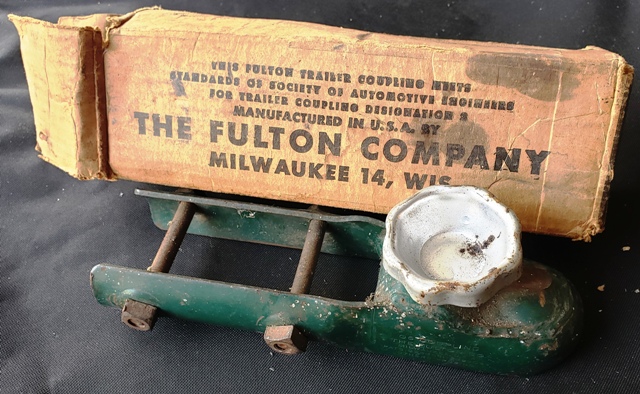 THIS FULTON TRAILER COUPLING MEETS
STANDARDS OF SOCIETY OF AUTOMOTIVE ENGINEERS
FOR TRAILER COUPLING DESIGNATION 2
MANUFACTURED IN U.S.A. BY
THE FULTON COMPANY
MILWAUKEE 14, WIS.